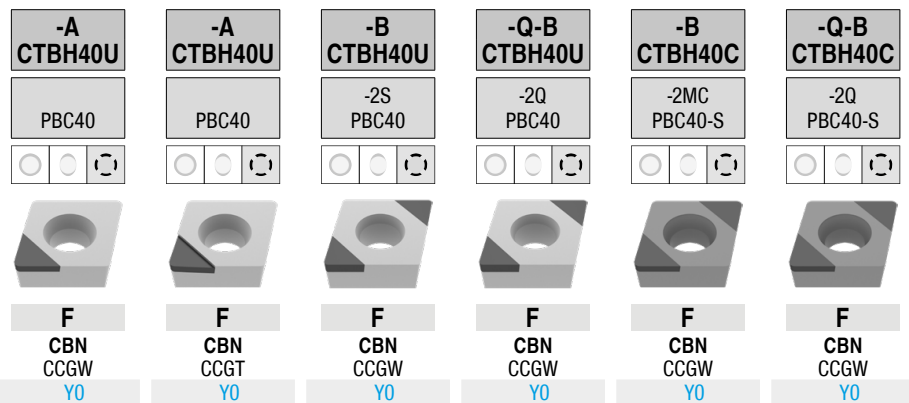 -A -A -B -Q-B -B -Q-B
CTBH40U CTBH40U CTBH40U CTBH40U CTBH40C CTBH40C
-2S -2Q -2MC -2Q
PBC40 PBC40 PBC40 PBC40 PBC40-S PBC40-S
F F F F F F
CBN CBN CBN CBN CBN CBN
CCGW CCGT CCGW CCGW CCGW CCGW
Y0 Y0 Y0 Y0 Y0 Y0